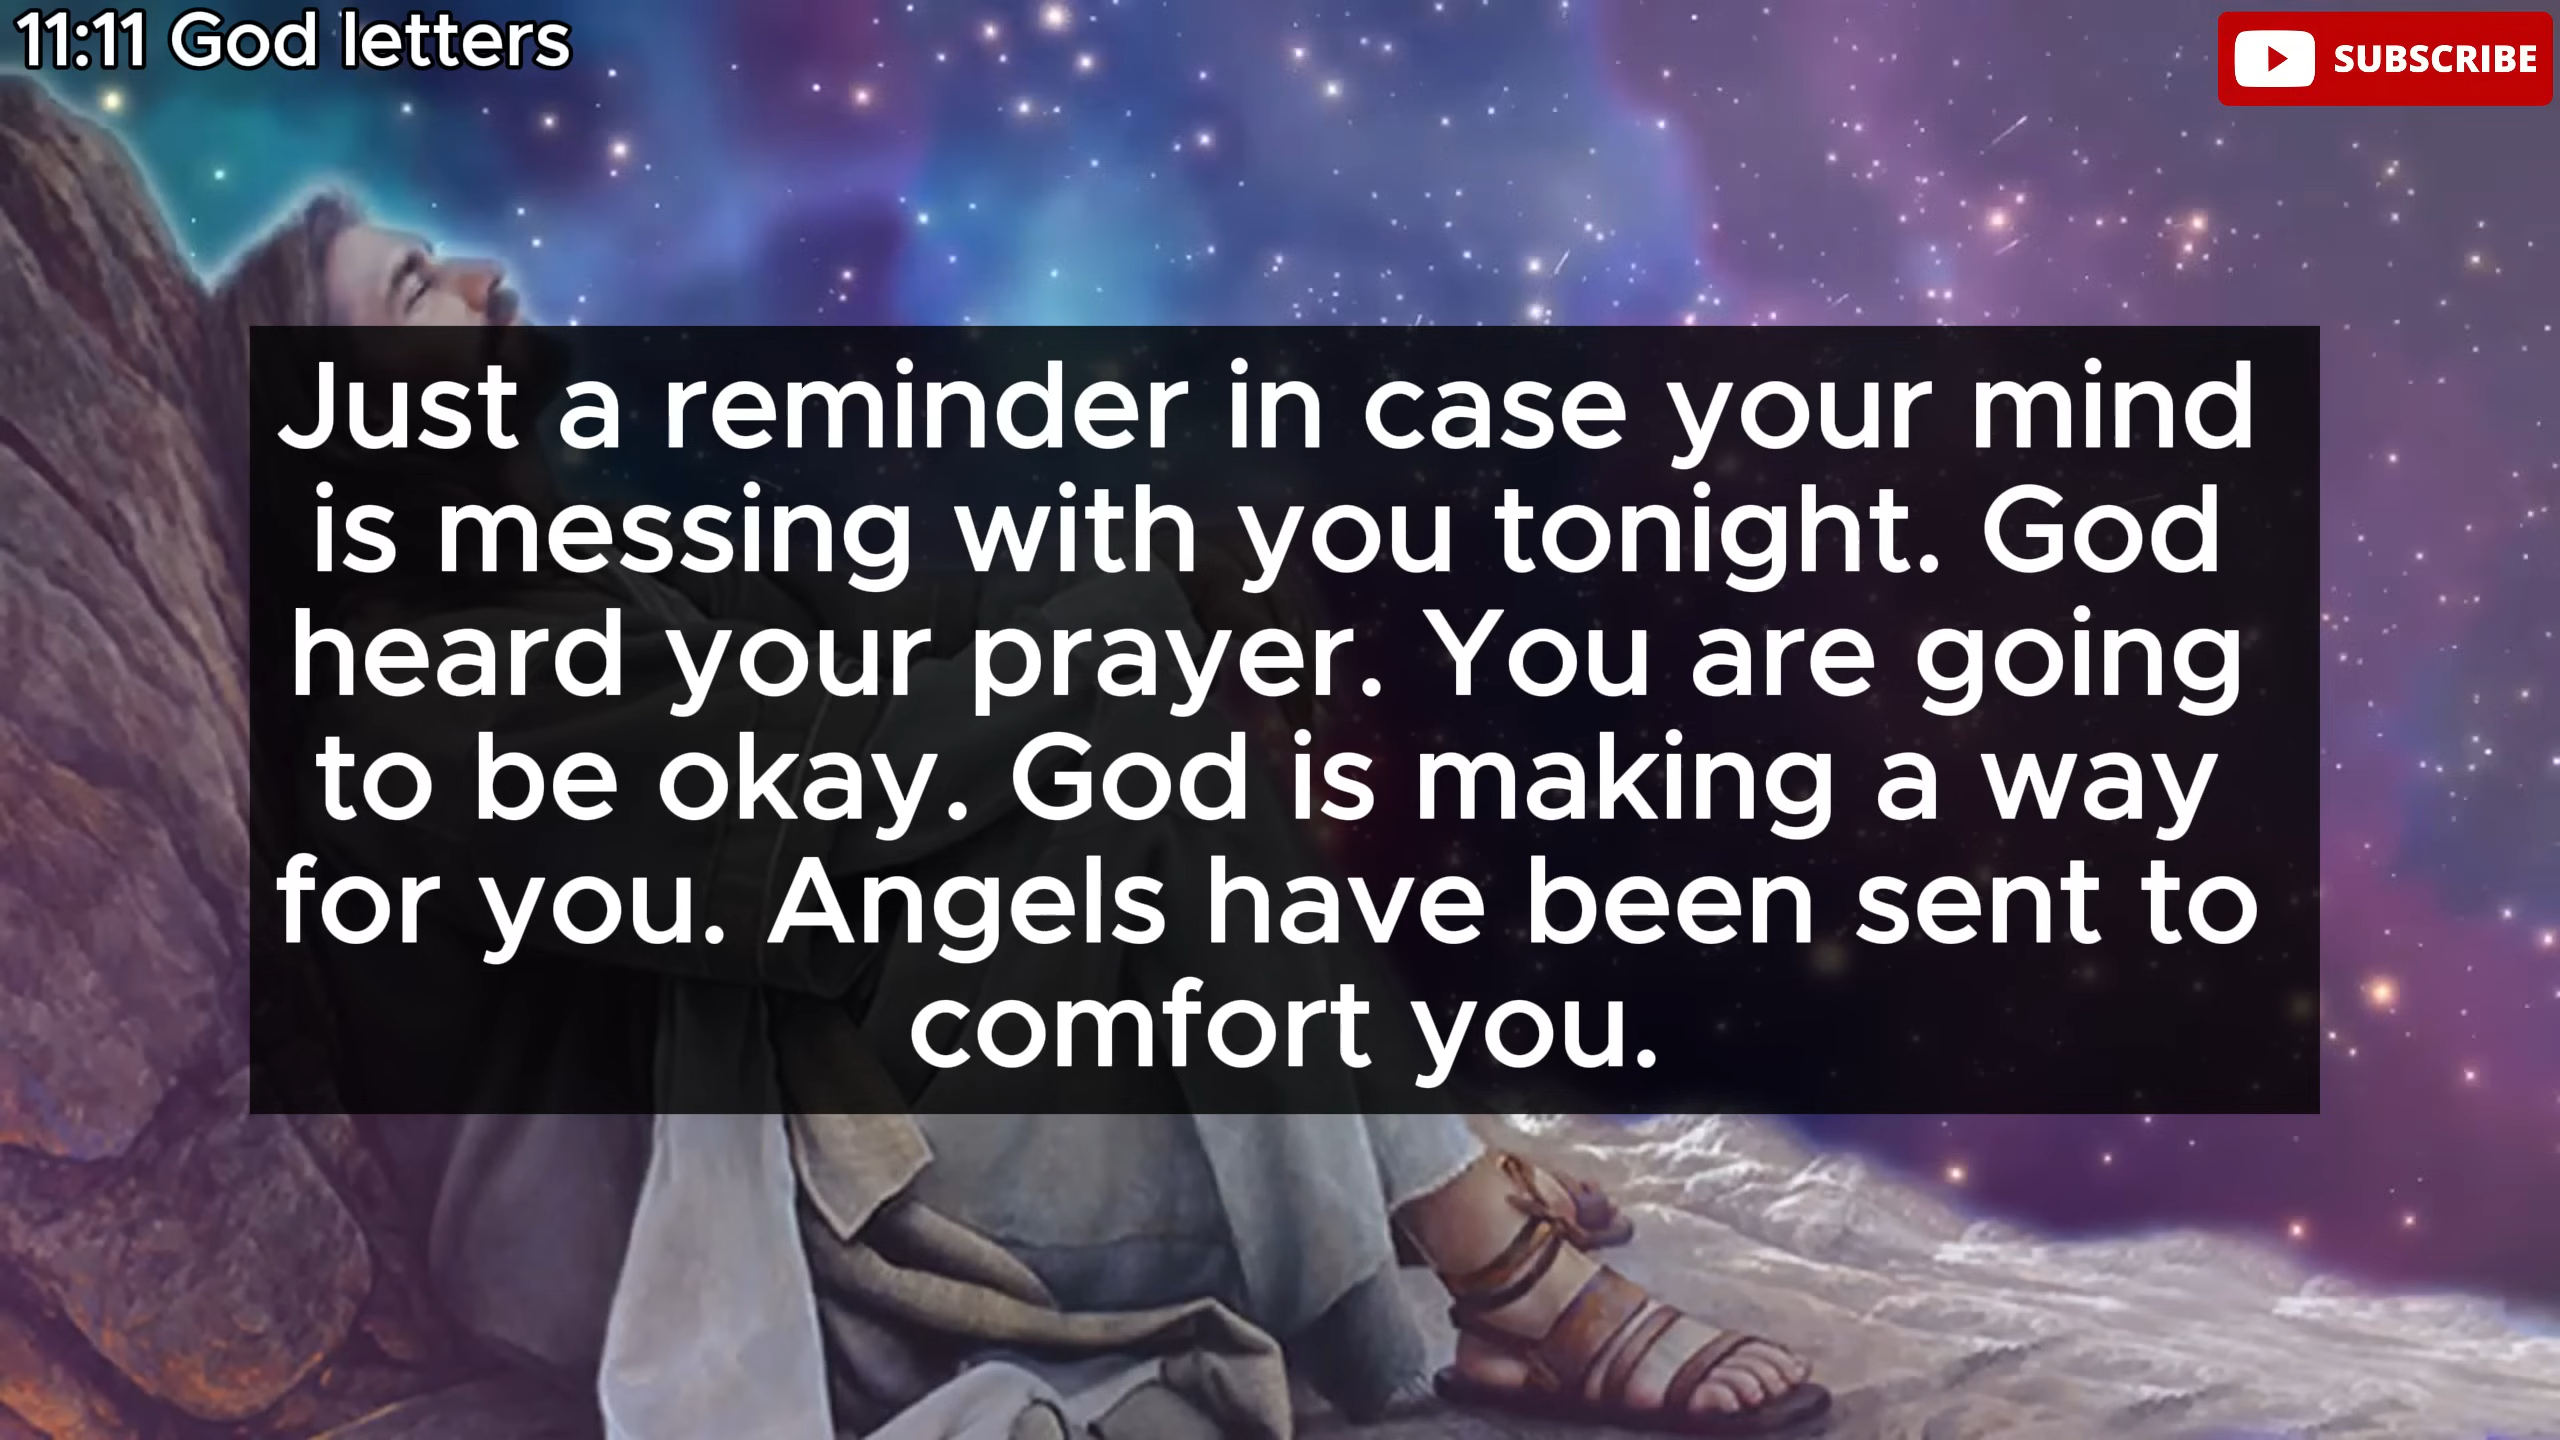 11:11 God letters
SUBSCRIBE
Just a reminder in case your mind
is messing with you tonight. God
heard your prayer. You are going
to be okay. God is making a way
for you. Angels have been sent to
comfort you.